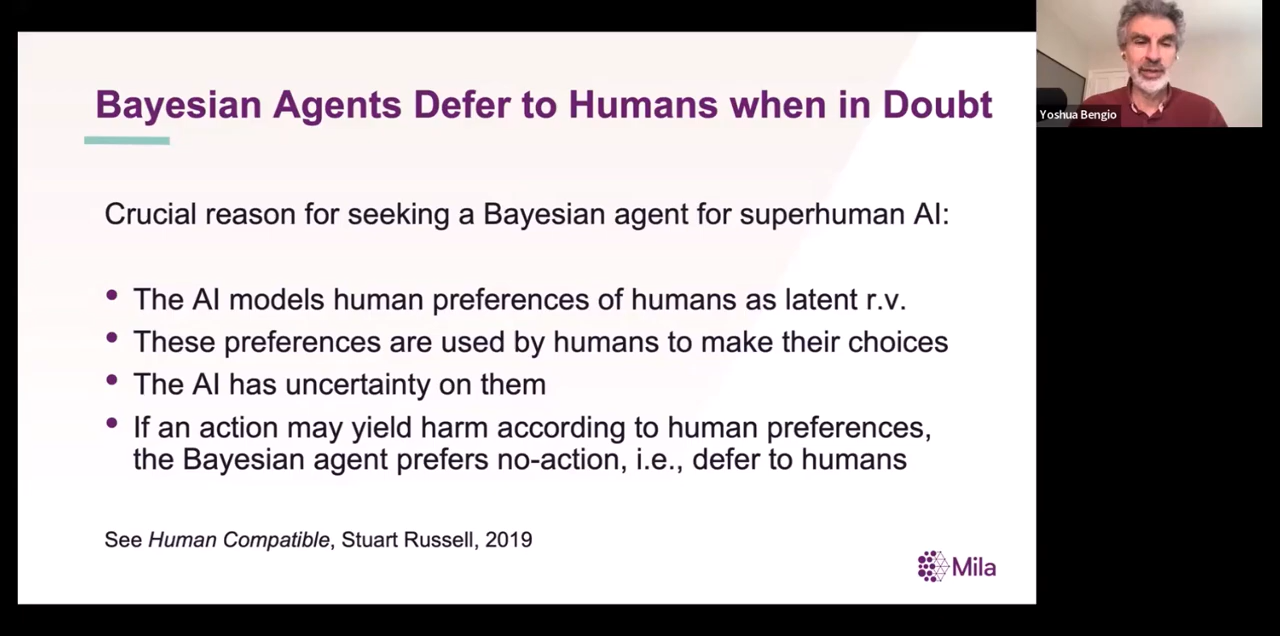 Bayesian Agents Defer to Humans when in Doubt
Crucial reason for seeking a Bayesian agent for superhuman AI:
• The AI models human preferences of humans as latent r.v.
• These preferences are used by humans to make their choices
• The AI has uncertainty on them
• If an action may yield harm according to human preferences,
the Bayesian agent prefers no-action, i.e., defer to humans
See Human Compatible, Stuart Russell, 2019
Mila
Yoshua Bengio